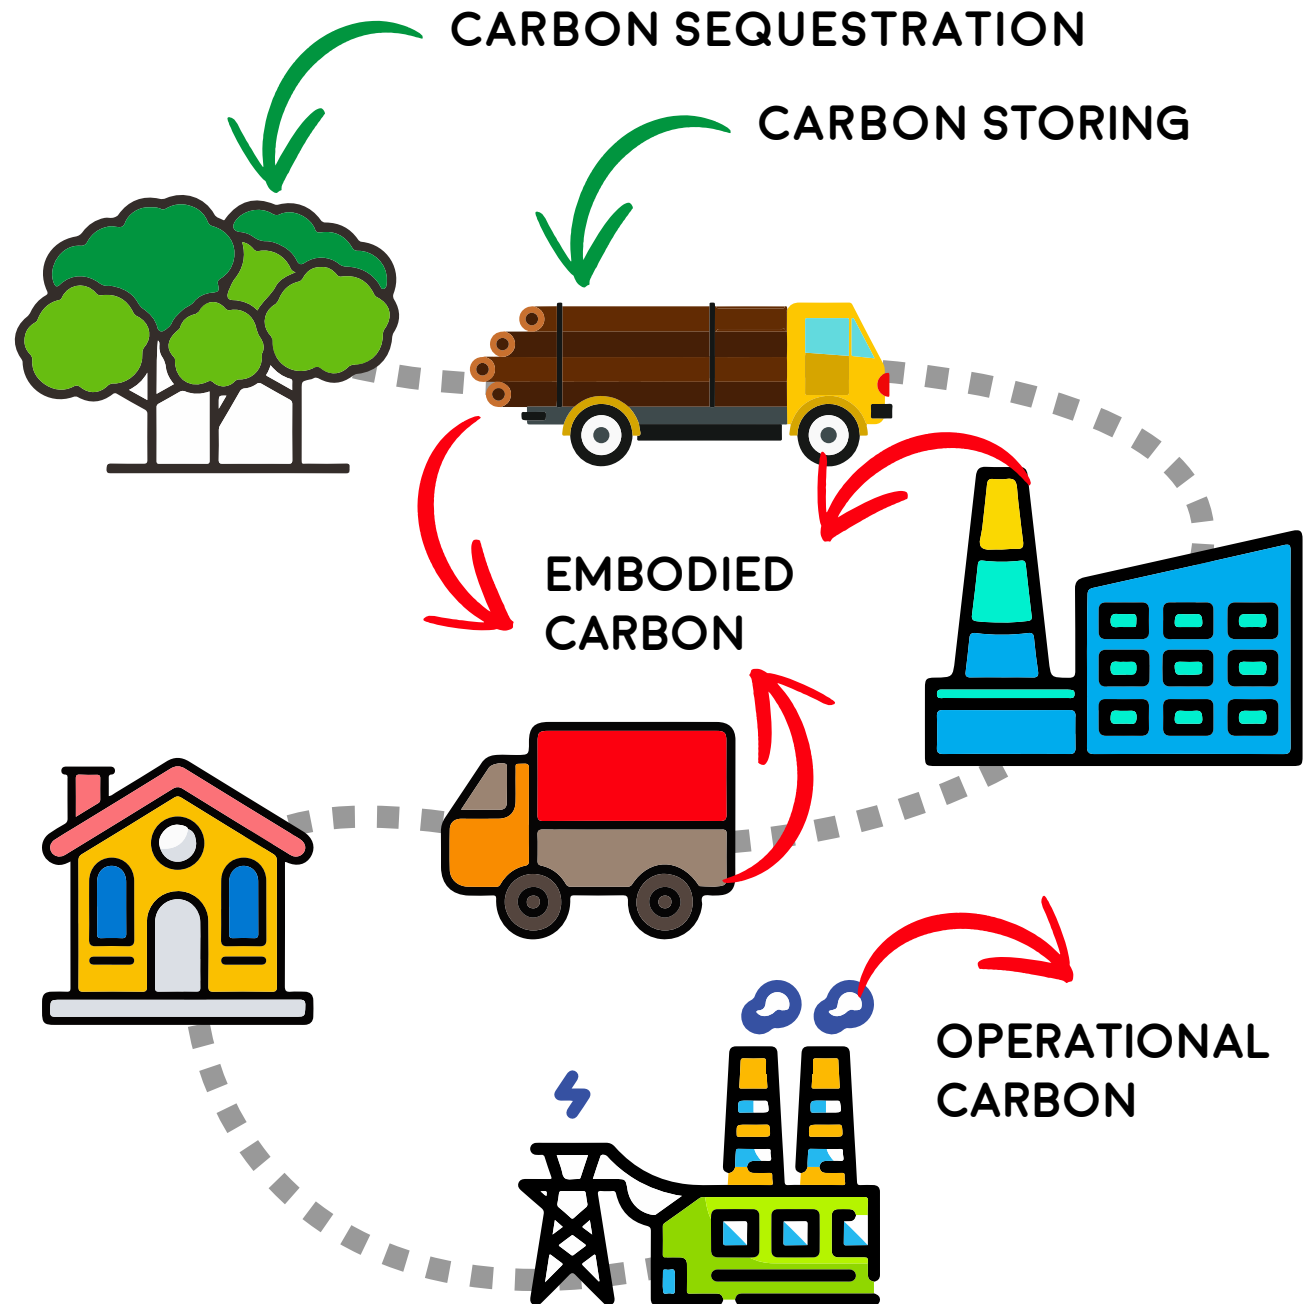 CARBON SEQUESTRATION
CARBON STORING
EMBODIED
CARBON
OPERATIONAL
CARBON